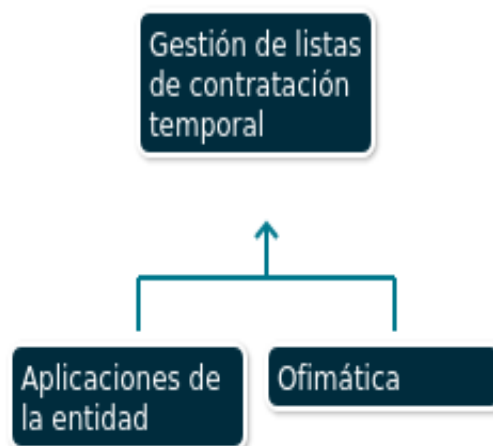 Gestión de listas
de contratación
temporal
Aplicaciones de
la entidad
Ofimática